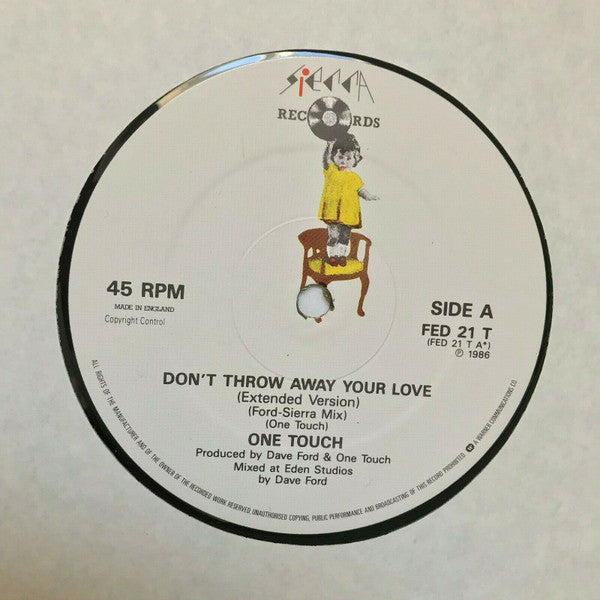 Sierra
RECORDS
45 RPM
MADE IN ENGLAND
Copyright Control
SIDE A
FED 21 T
(FED 21 T A*)
℗ 1986
DON'T THROW AWAY YOUR LOVE
(Extended Version)
(Ford-Sierra Mix)
(One Touch)
ONE TOUCH
Produced by Dave Ford & One Touch
Mixed at Eden Studios
by Dave Ford
ALL RIGHTS OF THE MANUFACTURER AND OF THE OWNER OF THE RECORDED WORK RESERVED. UNAUTHORISED COPYING, PUBLIC PERFORMANCE AND BROADCASTING OF THIS RECORD PROHIBITED. A WARNER COMMUNICATIONS CO.